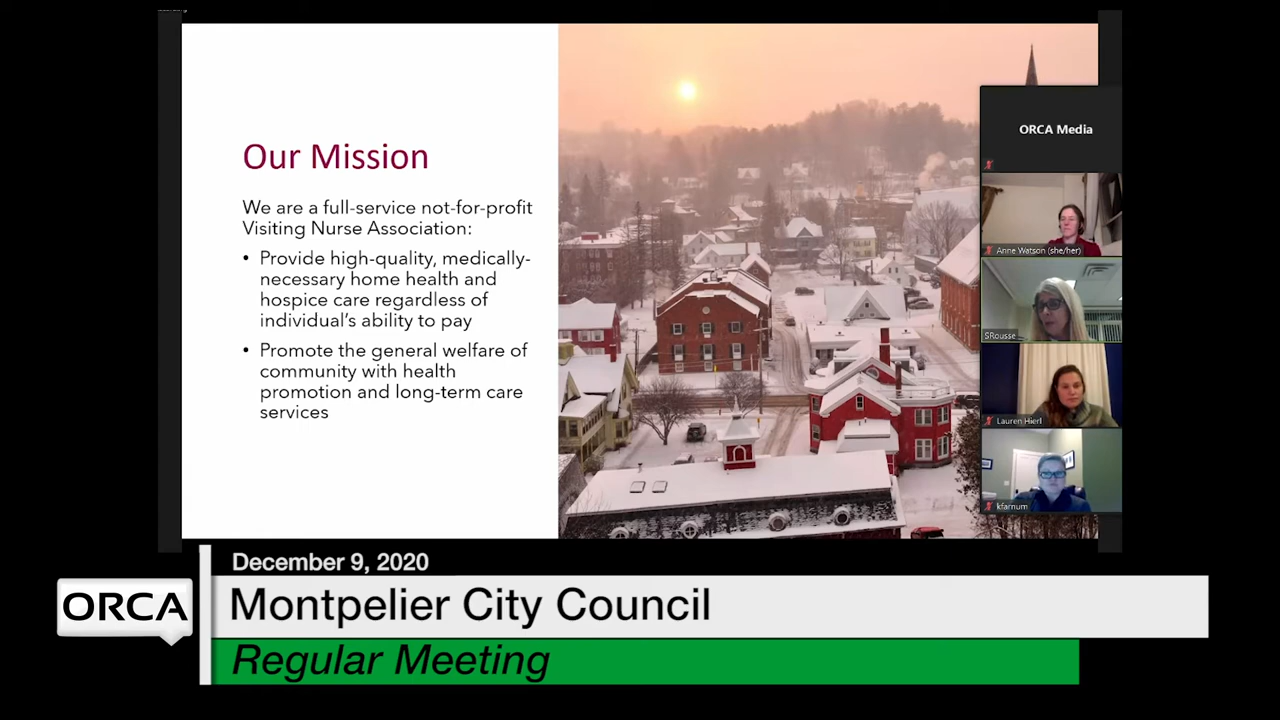 Our Mission
We are a full-service not-for-profit
Visiting Nurse Association:
• Provide high-quality, medically-
necessary home health and
hospice care regardless of
individual's ability to pay
• Promote the general welfare of
community with health
promotion and long-term care
services
ORCA Media
Anne Watson (she/her)
SRousse
Lauren Hierl
kfarnum
December 9, 2020
ORCA
Montpelier City Council
Regular Meeting